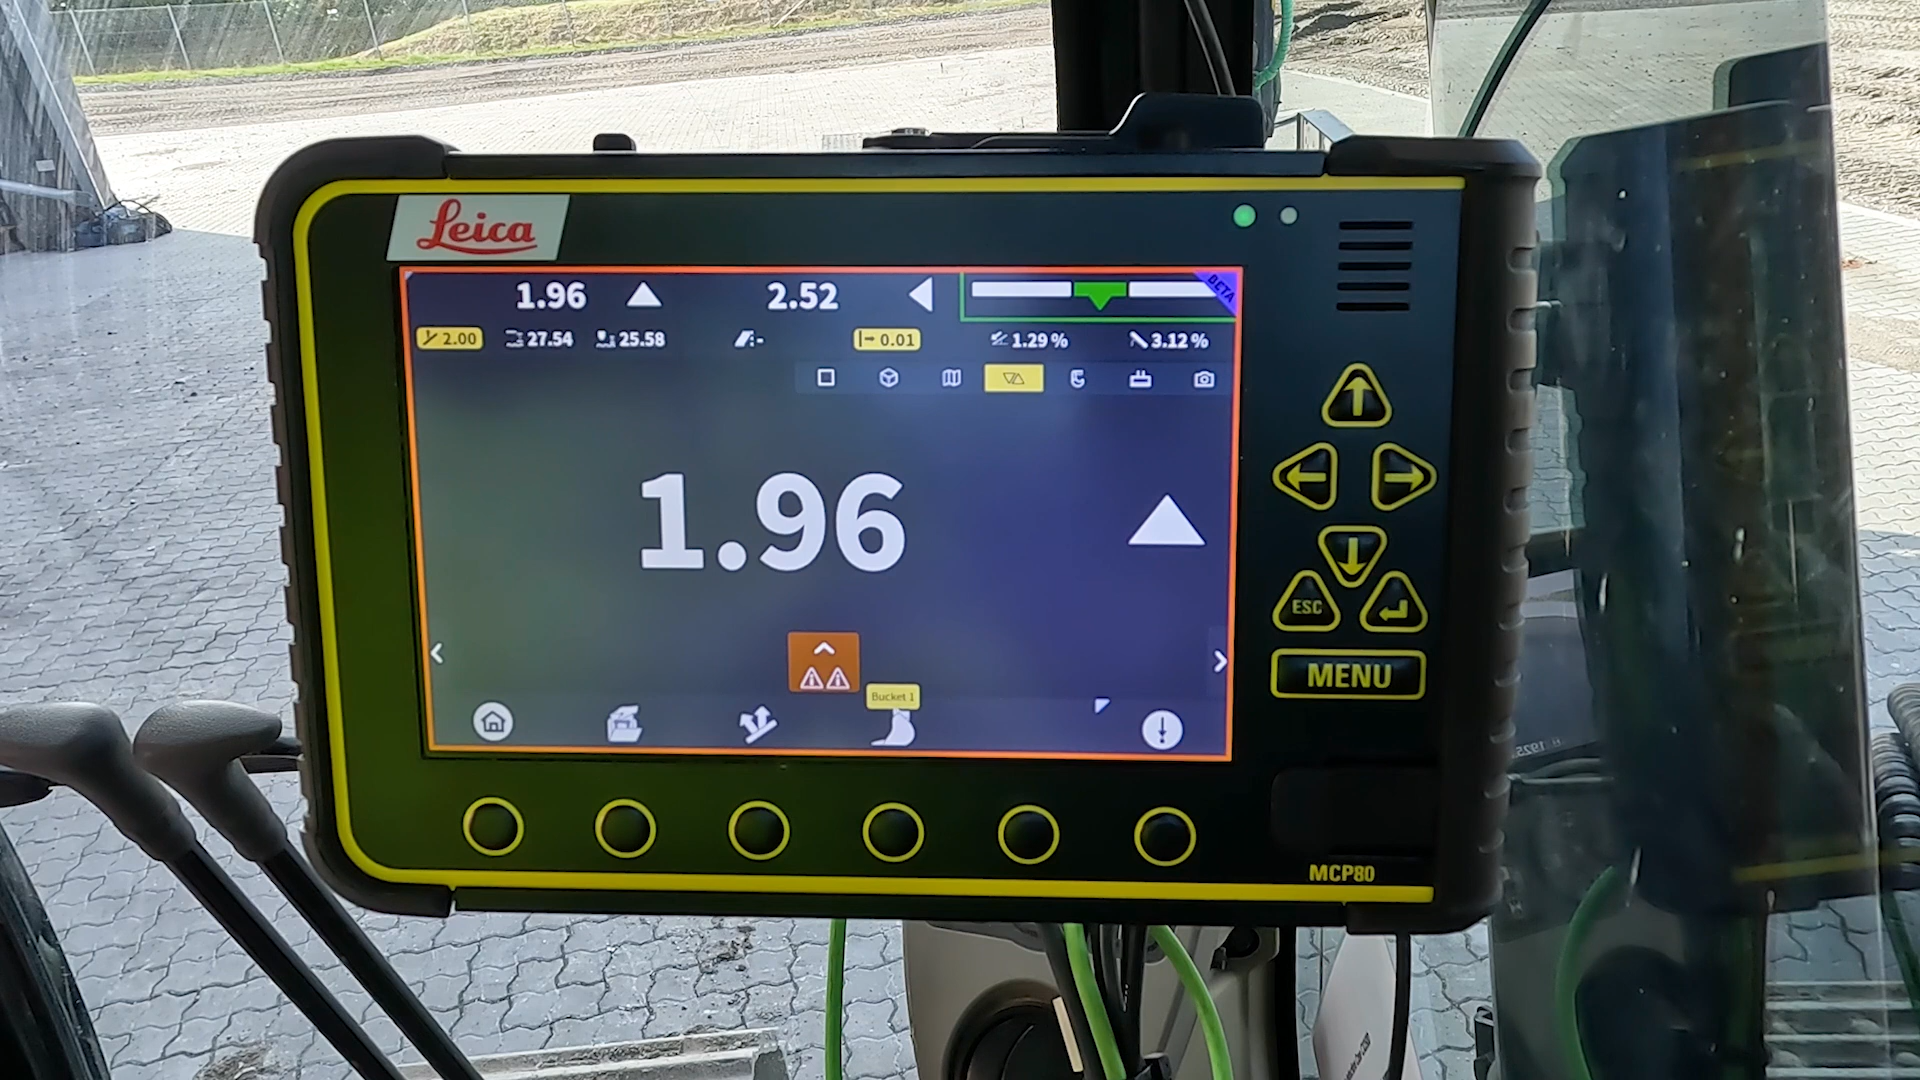 Leica
1.96 2.52
BETA
2.00 27.54 25.58 - 0.01 1.29 % 3.12 %
1.96
Bucket 1
ESC
MENU
MCP80